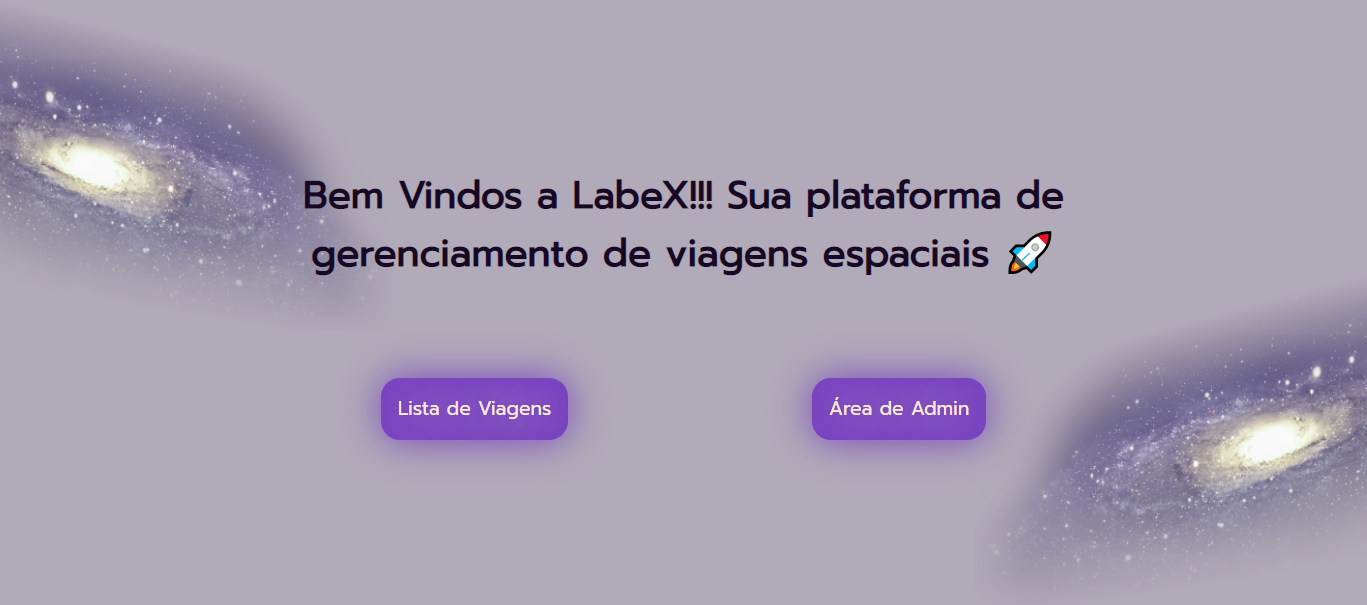 Bem Vindos a LabeX!!! Sua plataforma de
gerenciamento de viagens espaciais 🚀
Lista de Viagens
Área de Admin